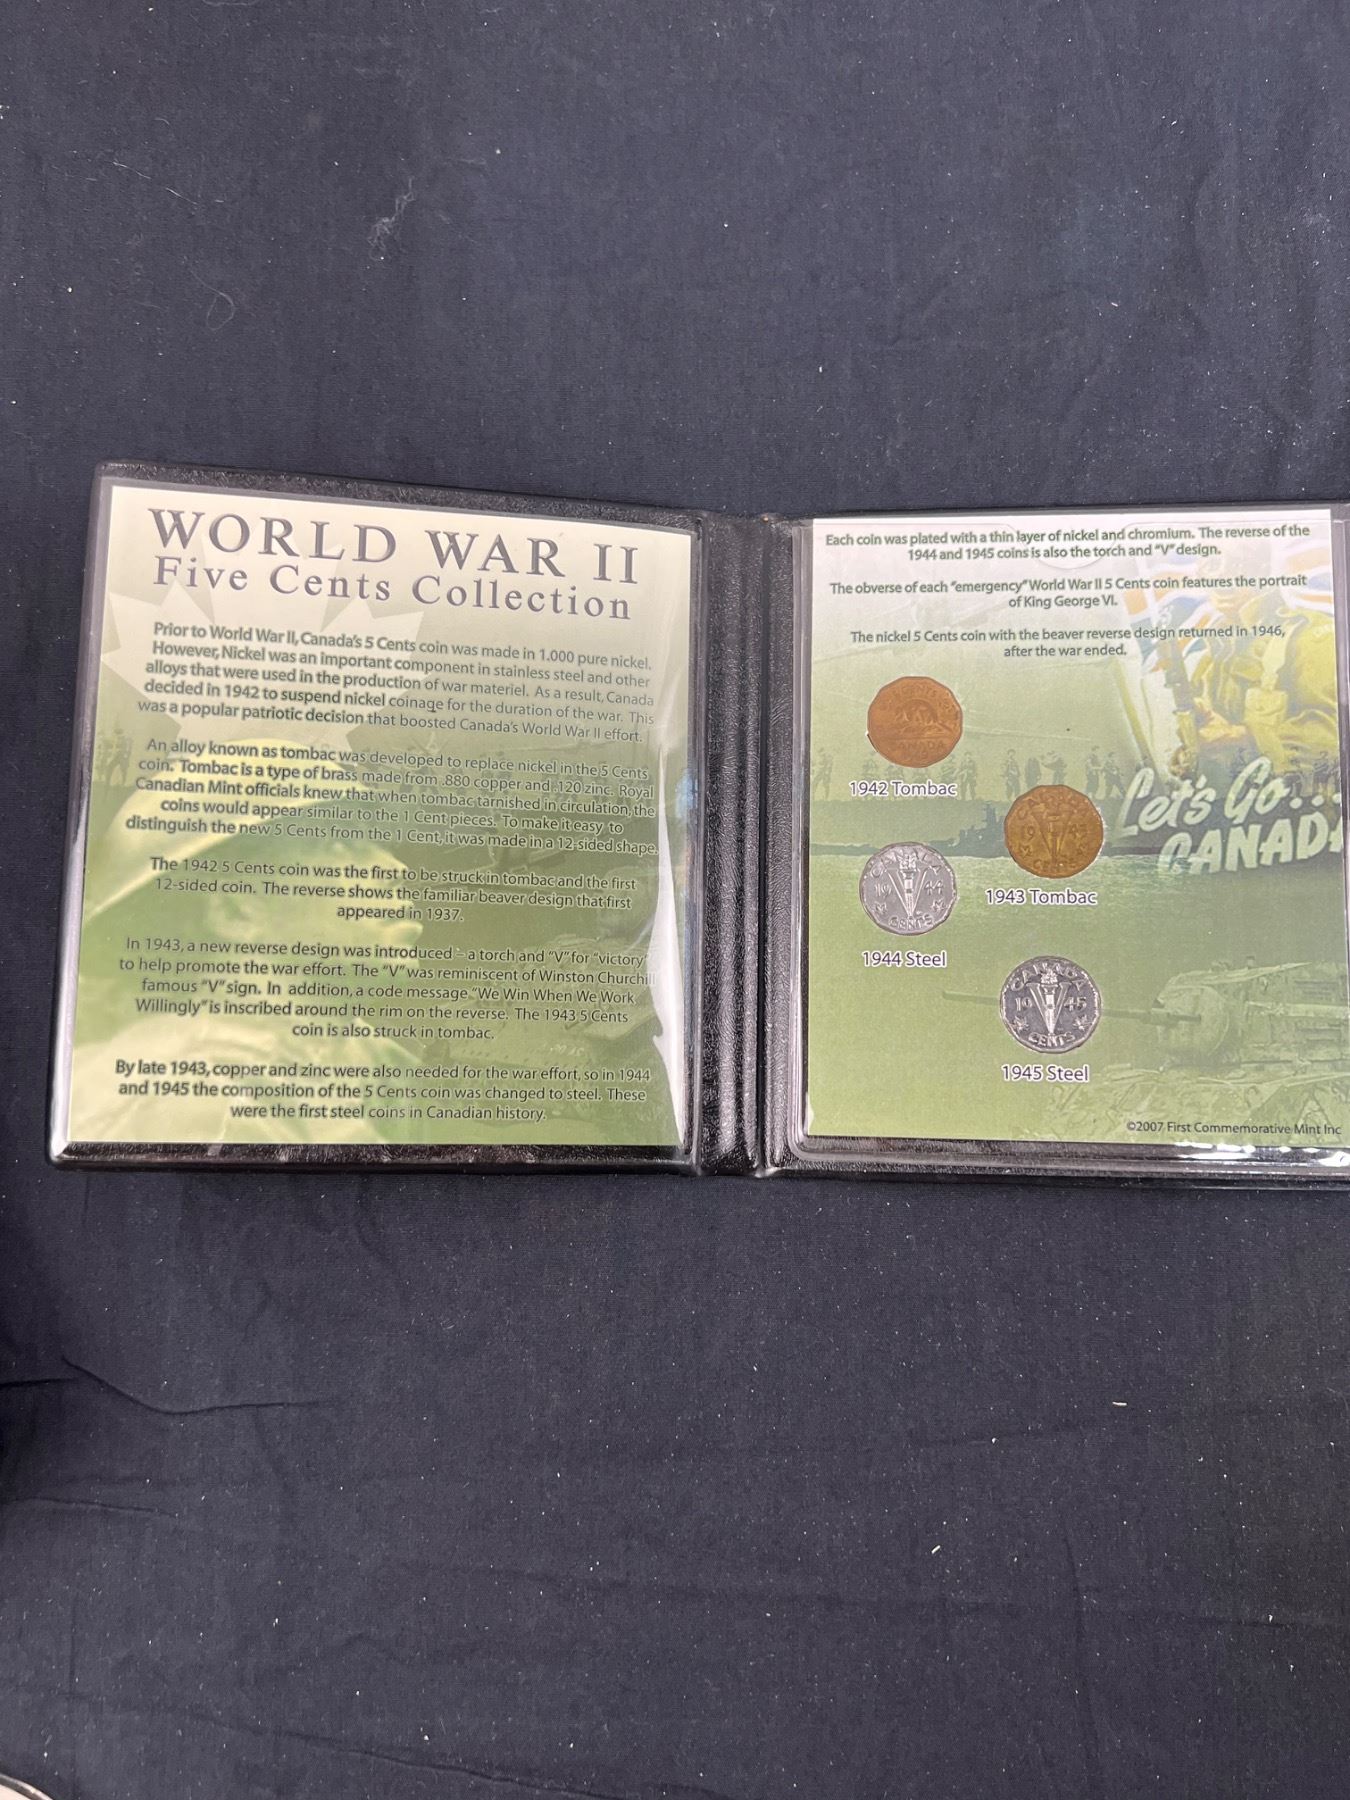 WORLD WAR II
Five Cents Collection
Prior to World War II, Canada's 5 Cents coin was made in 1.000 pure nickel.
However, Nickel was an important component in stainless steel and other
alloys that were used in the production of war materiel. As a result, Canada
decided in 1942 to suspend nickel coinage for the duration of the war. This
was a popular patriotic decision that boosted Canada's World War II effort.
An alloy known as tombac was developed to replace nickel in the 5 Cents
coin. Tombac is a type of brass made from .880 copper and .120 zinc. Royal
Canadian Mint officials knew that when tombac tarnished in circulation, the
coins would appear similar to the 1 Cent pieces. To make it easy to
distinguish the new 5 Cents from the 1 Cent, it was made in a 12-sided shape.
The 1942 5 Cents coin was the first to be struck in tombac and the first
12-sided coin. The reverse shows the familiar beaver design that first
appeared in 1937.
In 1943, a new reverse design was introduced – a torch and "V" for "victory"
to help promote the war effort. The "V" was reminiscent of Winston Churchill
famous "V" sign. In addition, a code message "We Win When We Work
Willingly" is inscribed around the rim on the reverse. The 1943 5 Cents
coin is also struck in tombac.
By late 1943, copper and zinc were also needed for the war effort, so in 1944
and 1945 the composition of the 5 Cents coin was changed to steel. These
were the first steel coins in Canadian history.
Each coin was plated with a thin layer of nickel and chromium. The reverse of the
1944 and 1945 coins is also the torch and "V" design.
The obverse of each "emergency" World War II 5 Cents coin features the portrait
of King George VI.
The nickel 5 Cents coin with the beaver reverse design returned in 1946,
after the war ended.
1942 Tombac
Let's Go...
CANADA
19 43
CENTS
1943 Tombac
CANADA
19 44
CENTS
1944 Steel
CANADA
19 45
CENTS
1945 Steel
©2007 First Commemorative Mint Inc